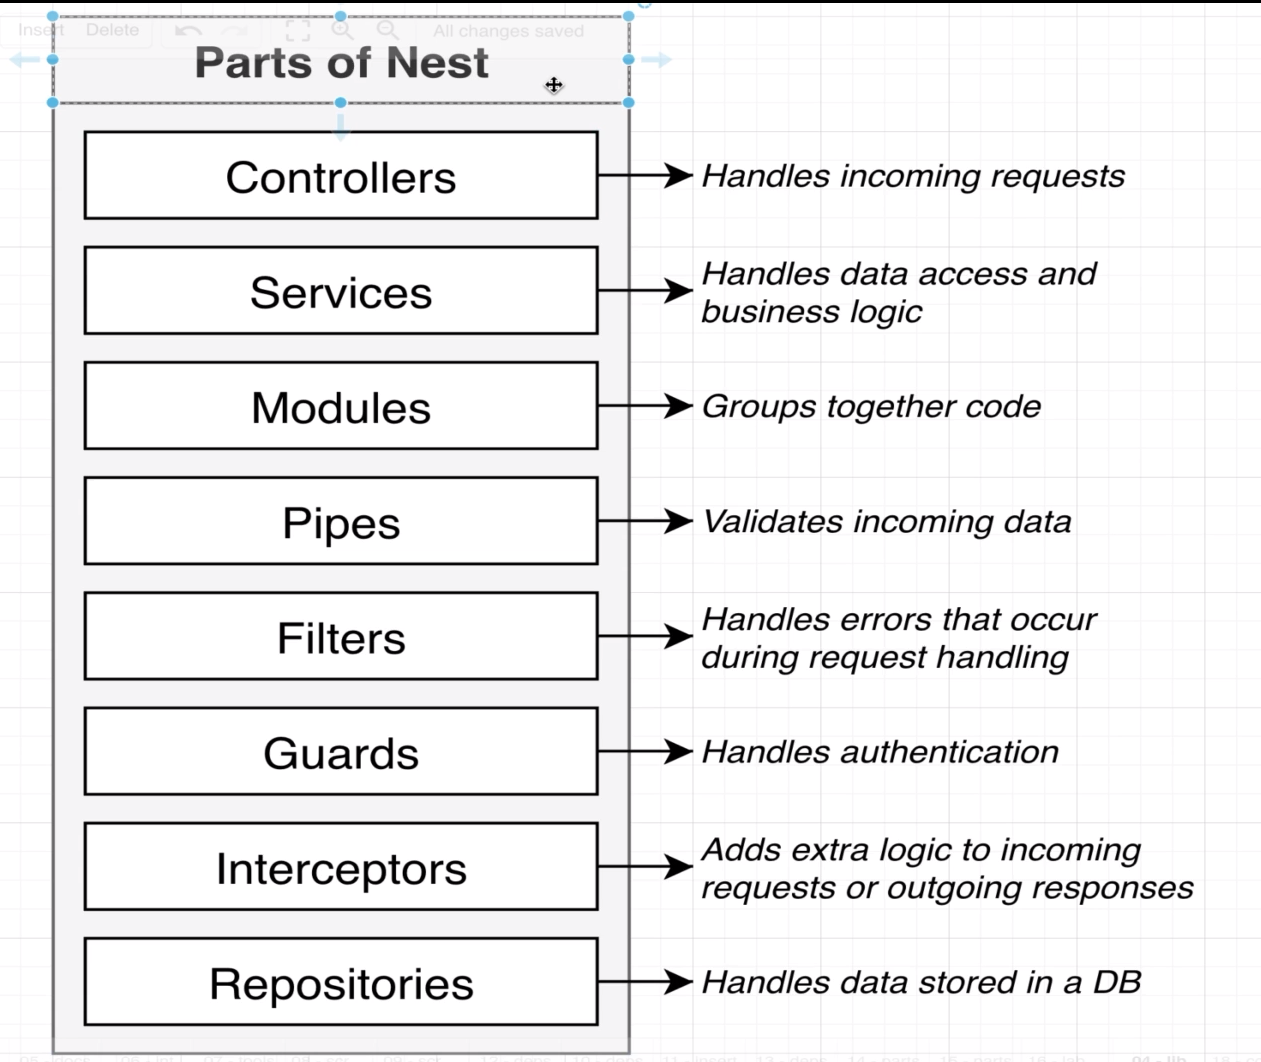 Insert Delete All changes saved
Parts of Nest
Controllers
Handles incoming requests
Services
Handles data access and
business logic
Modules
Groups together code
Pipes
Validates incoming data
Filters
Handles errors that occur
during request handling
Guards
Handles authentication
Interceptors
Adds extra logic to incoming
requests or outgoing responses
Repositories
Handles data stored in a DB